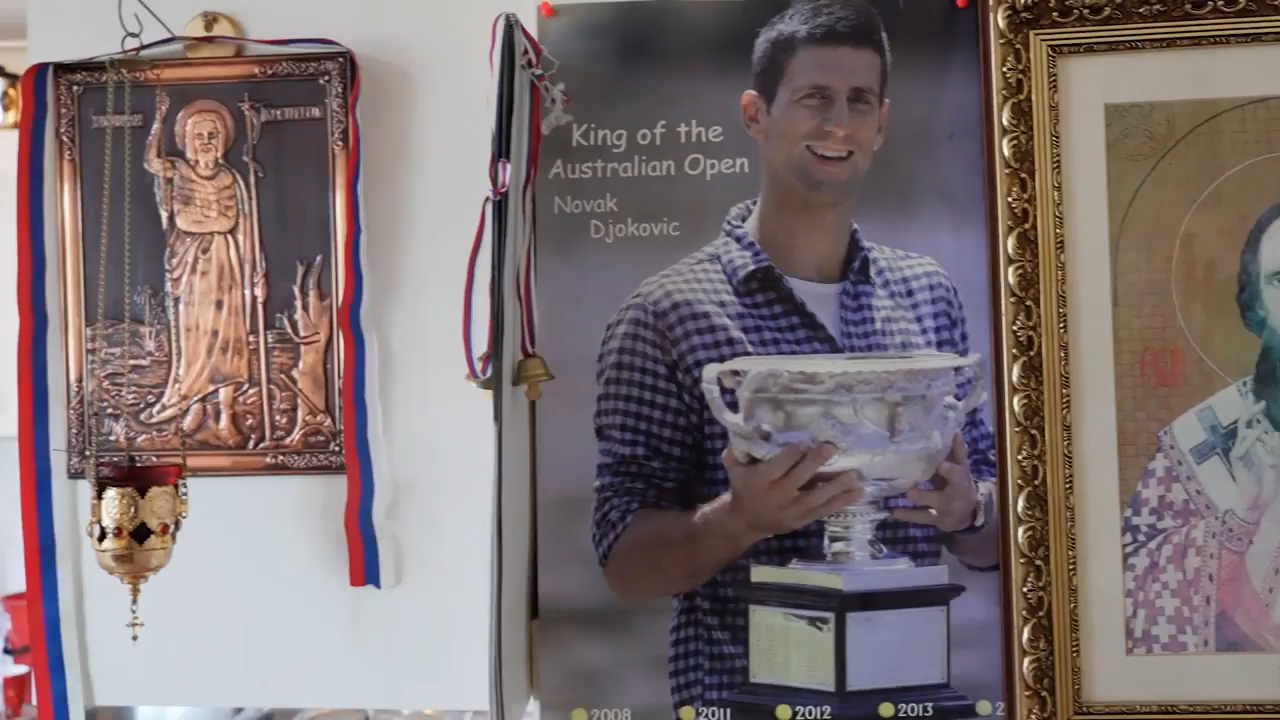 King of the
Australian Open
Novak
Djokovic
2008
2011
2012
2013